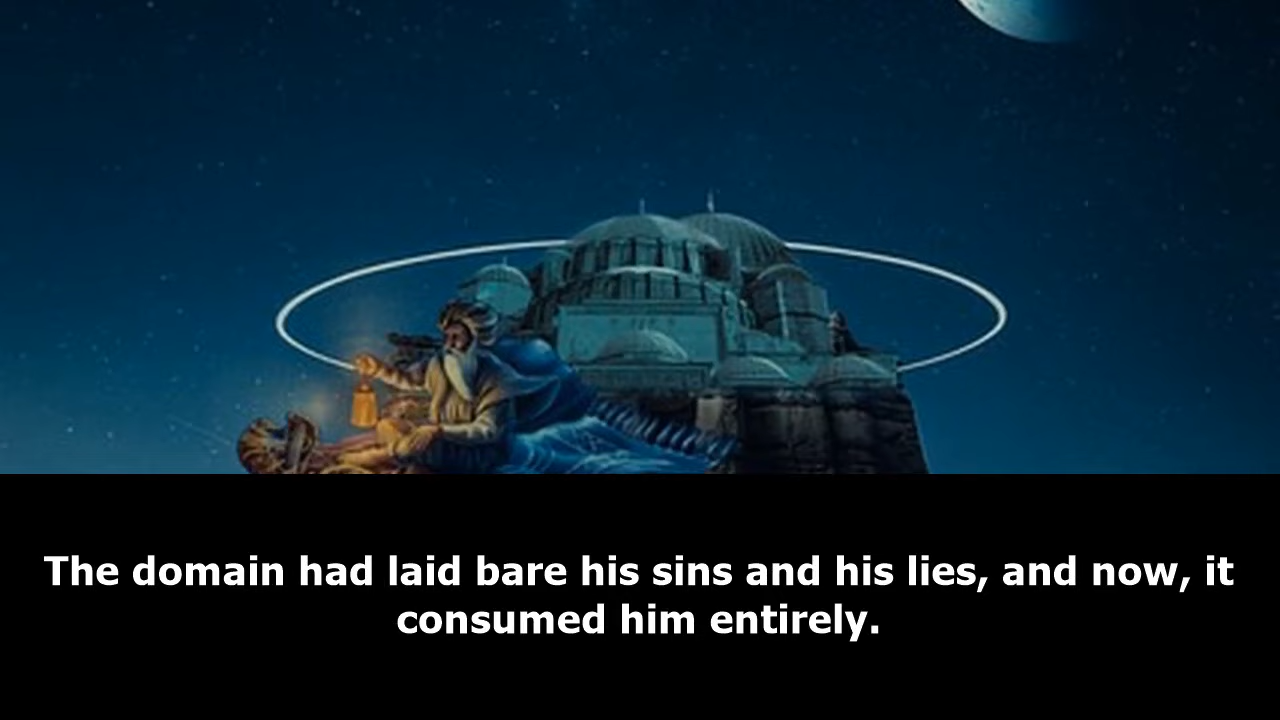 The domain had laid bare his sins and his lies, and now, it
consumed him entirely.